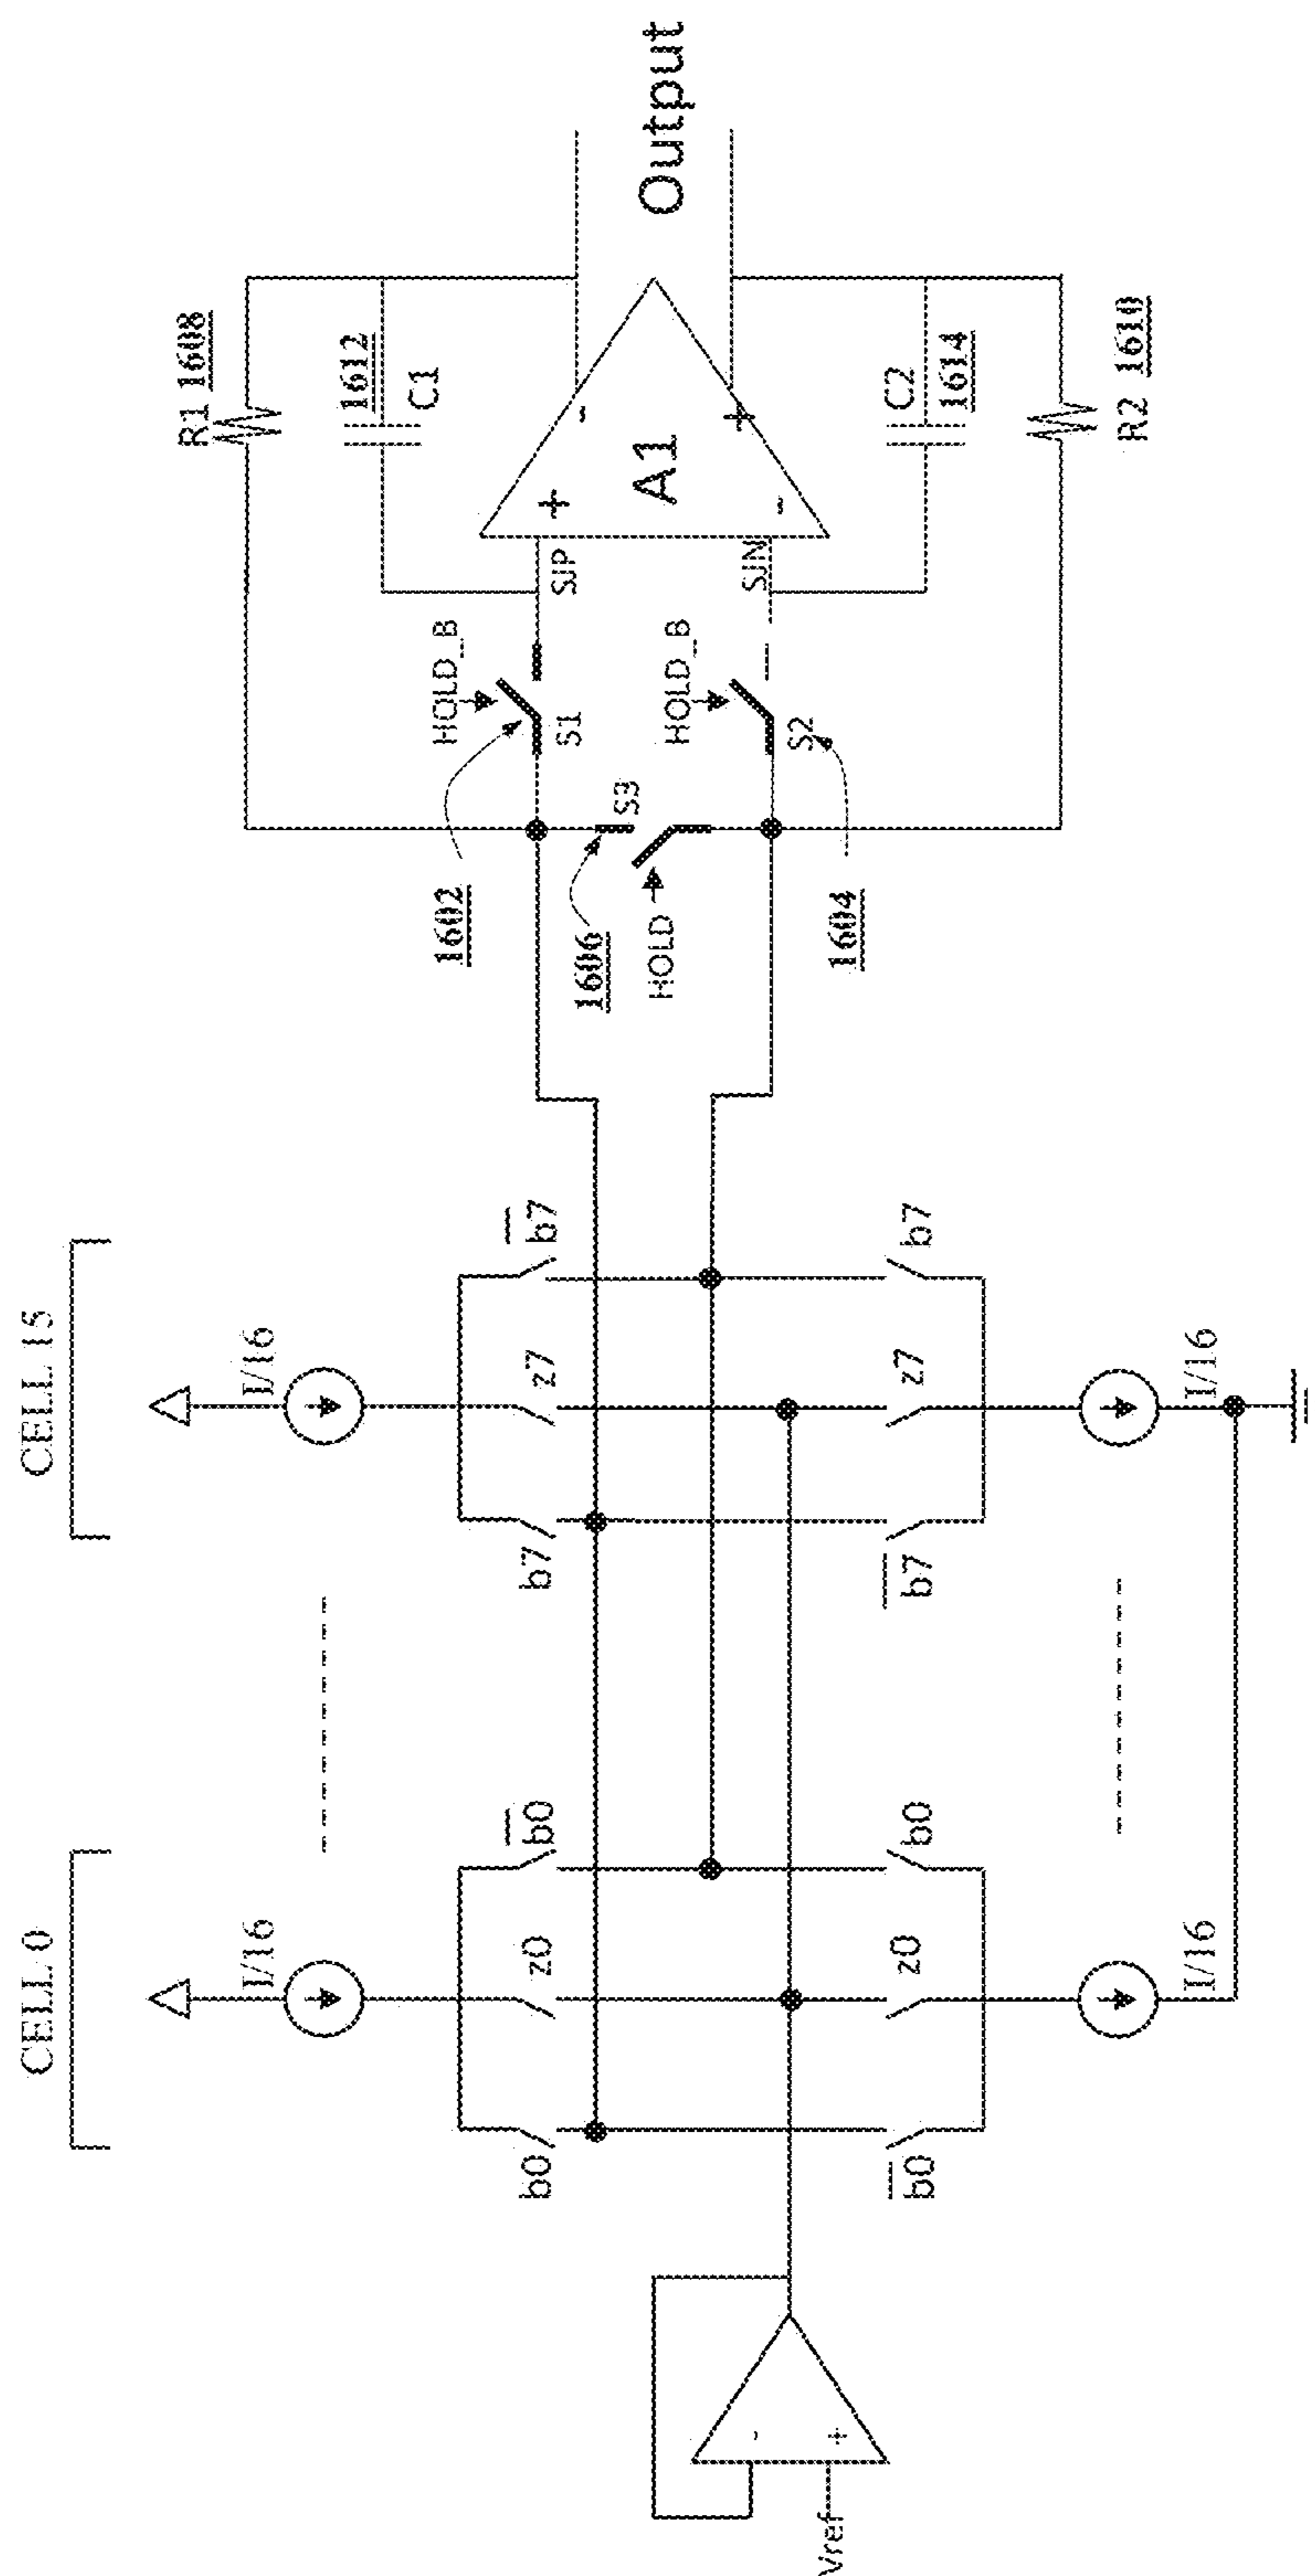 CELL 0
CELL 15
I/16
I/16
R1 1608
1612
C1
HOLD_B
SJP
S1
A1
+
-
Output
b0
z0
b0
b7
z7
b7
1602
1606
S3
HOLD
HOLD_B
S2
SJN
-
+
1604
C2
1614
R2 1610
b0
z0
b0
b7
z7
b7
I/16
I/16
Vref
-
+